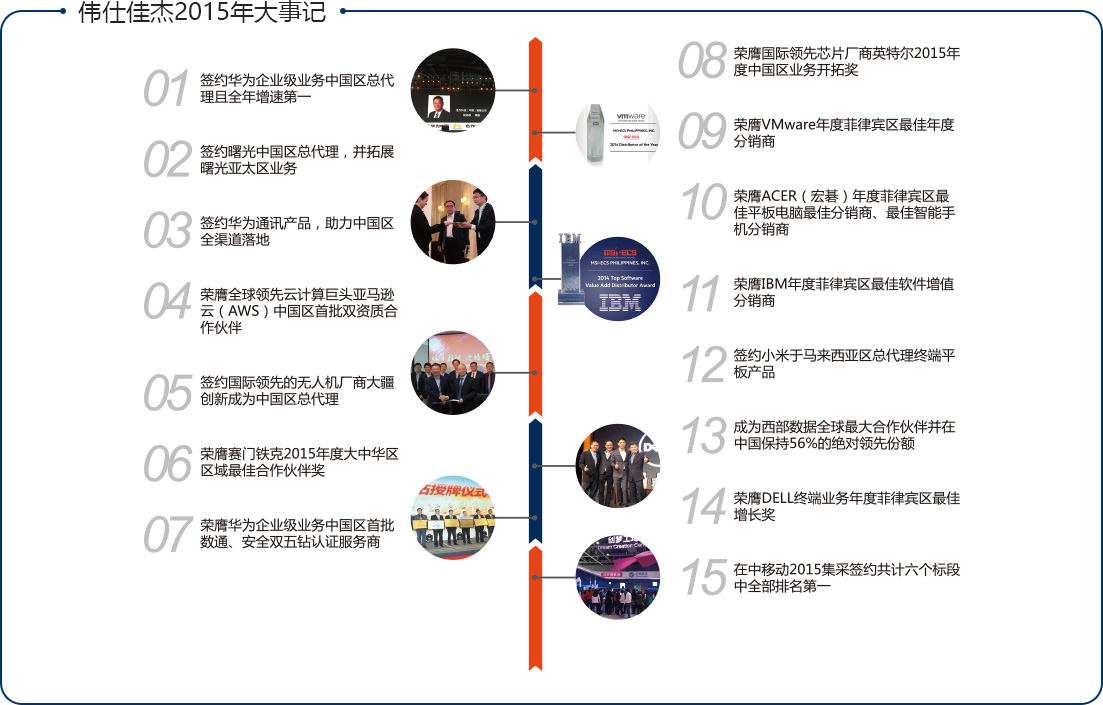 伟仕佳杰2015年大事记
01
签约华为企业级业务中国区总代
理且全年增速第一
02
签约曙光中国区总代理，并拓展
曙光亚太区业务
03
签约华为通讯产品，助力中国区
全渠道落地
04
荣膺全球领先云计算巨头亚马逊
云（AWS）中国区首批双资质合
作伙伴
05
签约国际领先的无人机厂商大疆
创新成为中国区总代理
06
荣膺赛门铁克2015年度大中华区
区域最佳合作伙伴奖
07
荣膺华为企业级业务中国区首批
数通、安全双五钻认证服务商
授牌仪式
08
荣膺国际领先芯片厂商英特尔2015年
度中国区业务开拓奖
vmware
MSI-ECS PHILIPPINES, INC.
msi-ecs
2014 Distributor of the Year
09
荣膺VMware年度菲律宾区最佳年度
分销商
10
荣膺ACER（宏碁）年度菲律宾区最
佳平板电脑最佳分销商、最佳智能手
机分销商
IBM
msi-ecs
MSI-ECS PHILIPPINES, INC.
2014 Top Software
Value Add Distributor Award
IBM
11
荣膺IBM年度菲律宾区最佳软件增值
分销商
12
签约小米于马来西亚区总代理终端平
板产品
13
成为西部数据全球最大合作伙伴并在
中国保持56%的绝对领先份额
14
荣膺DELL终端业务年度菲律宾区最佳
增长奖
15
在中移动2015集采签约共计六个标段
中全部排名第一